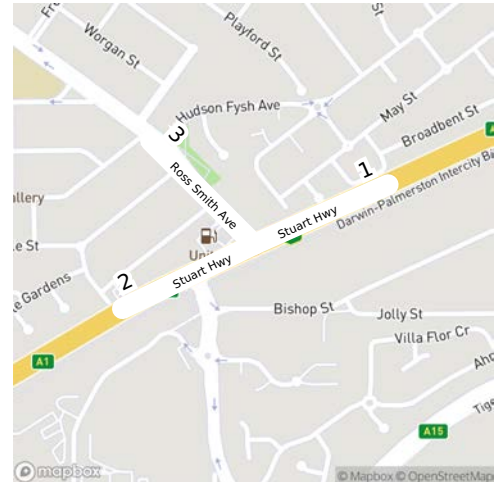 Worgan St
Playford St
Hudson Fysh Ave
May St
Broadbent St
3
1
Ross Smith Ave
Stuart Hwy
Darwin-Palmerston Intercity
Stuart Hwy
2
Gardens
Bishop St
Jolly St
Villa Flor Cr
A1
A15
mapbox
© Mapbox © OpenStreetMap